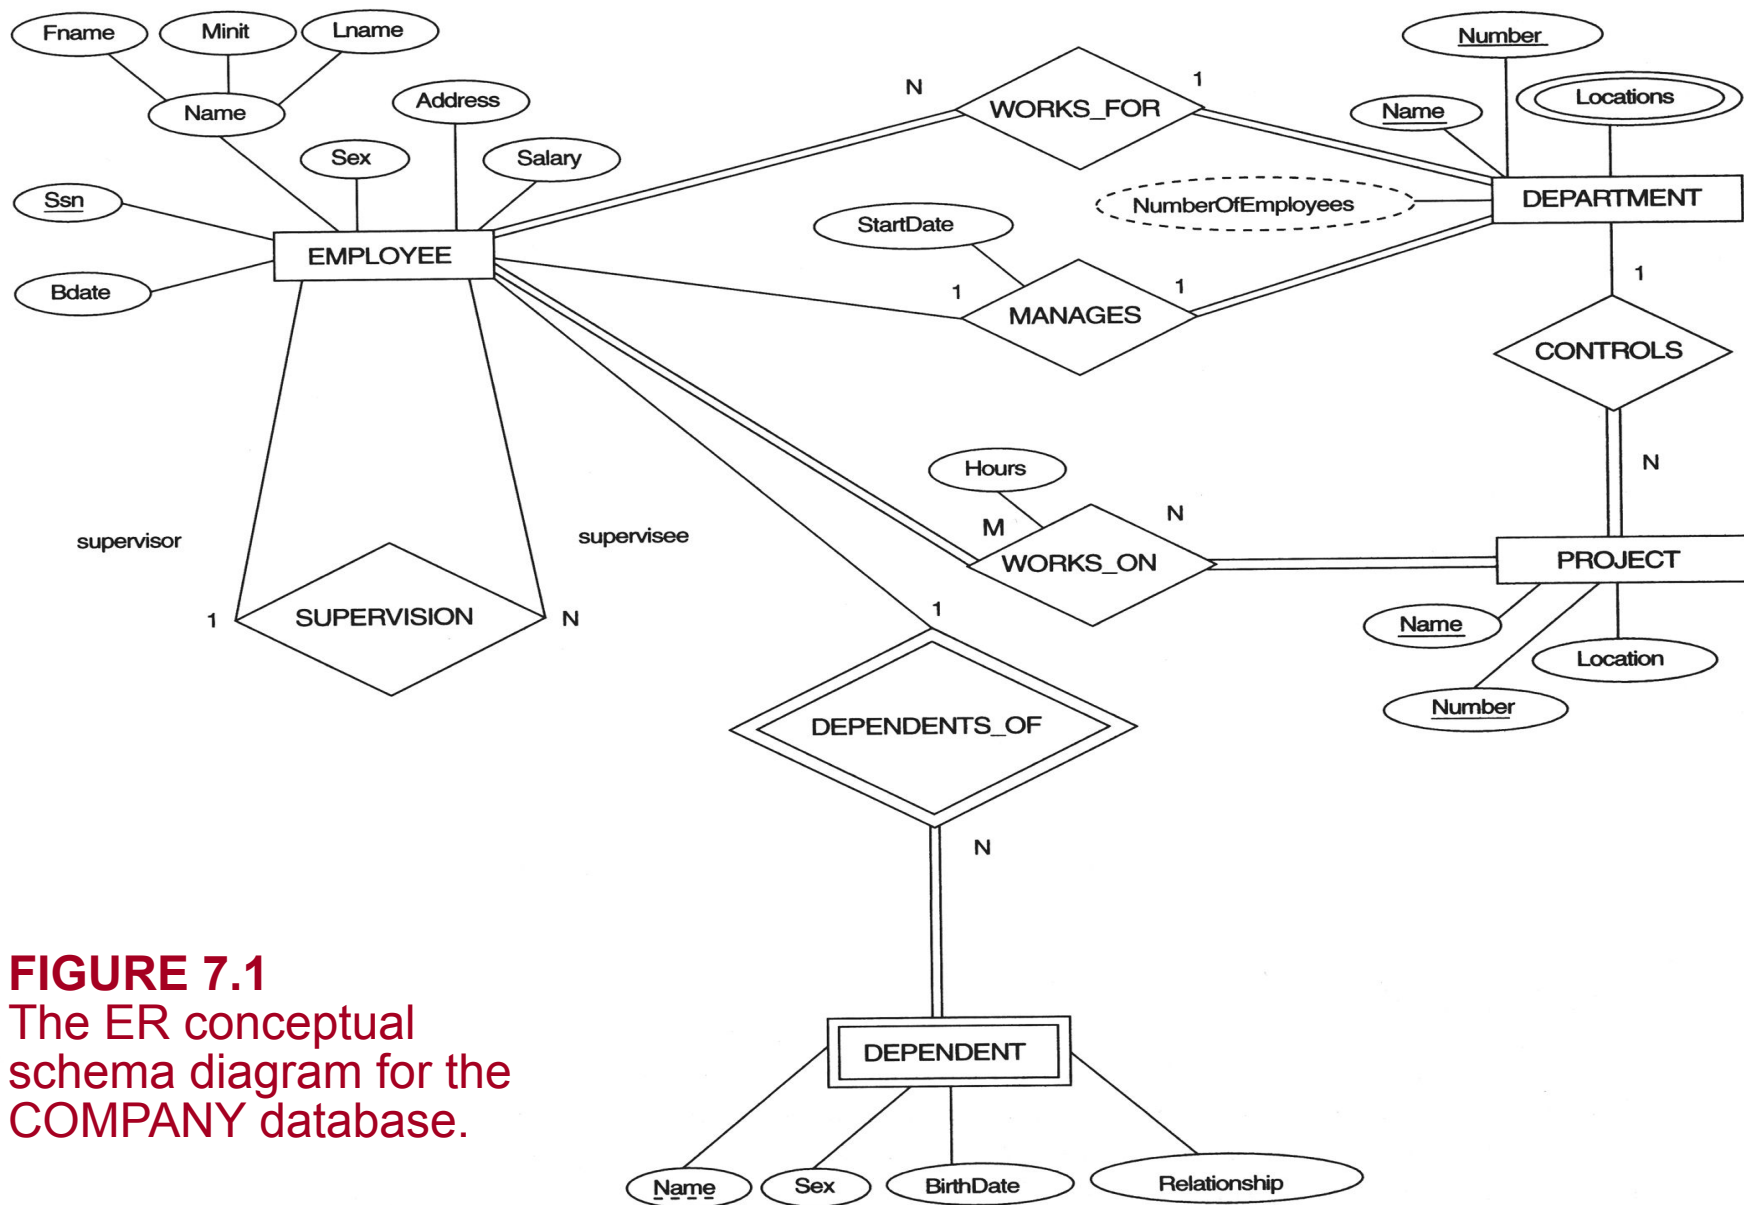 Fname
Minit
Lname
Number
Name
Address
N
WORKS_FOR
1
Name
Locations
Sex
Salary
Ssn
NumberOfEmployees
DEPARTMENT
StartDate
EMPLOYEE
Bdate
1
MANAGES
1
1
CONTROLS
Hours
N
supervisor
supervisee
M
N
WORKS_ON
PROJECT
1
SUPERVISION
N
1
Name
Location
Number
DEPENDENTS_OF
N
FIGURE 7.1
The ER conceptual
schema diagram for the
COMPANY database.
DEPENDENT
Name
Sex
BirthDate
Relationship